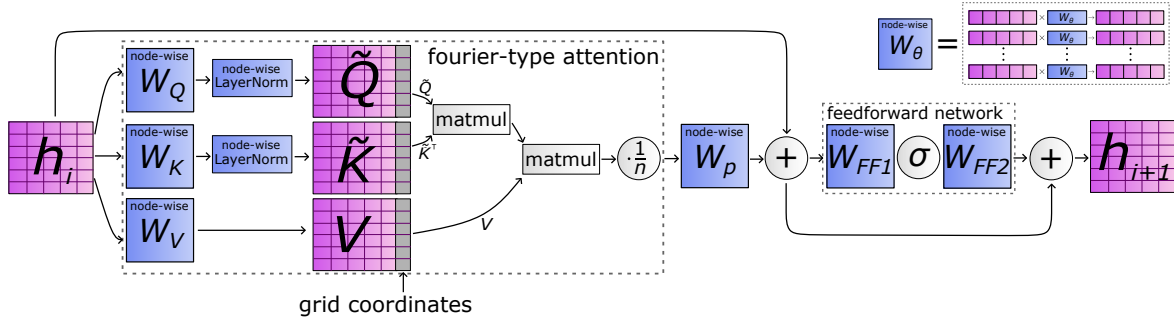 node-wise
W_θ
=
× W_θ
× W_θ
× W_θ
fourier-type attention
node-wise
W_Q
node-wise
LayerNorm
Q̃
Q̃
matmul
K̃ᵀ
h_i
node-wise
W_K
node-wise
LayerNorm
K̃
matmul
· 1/n
node-wise
W_p
+
feedforward network
node-wise
W_FF1
σ
node-wise
W_FF2
+
h_{i+1}
node-wise
W_V
V
V
grid coordinates